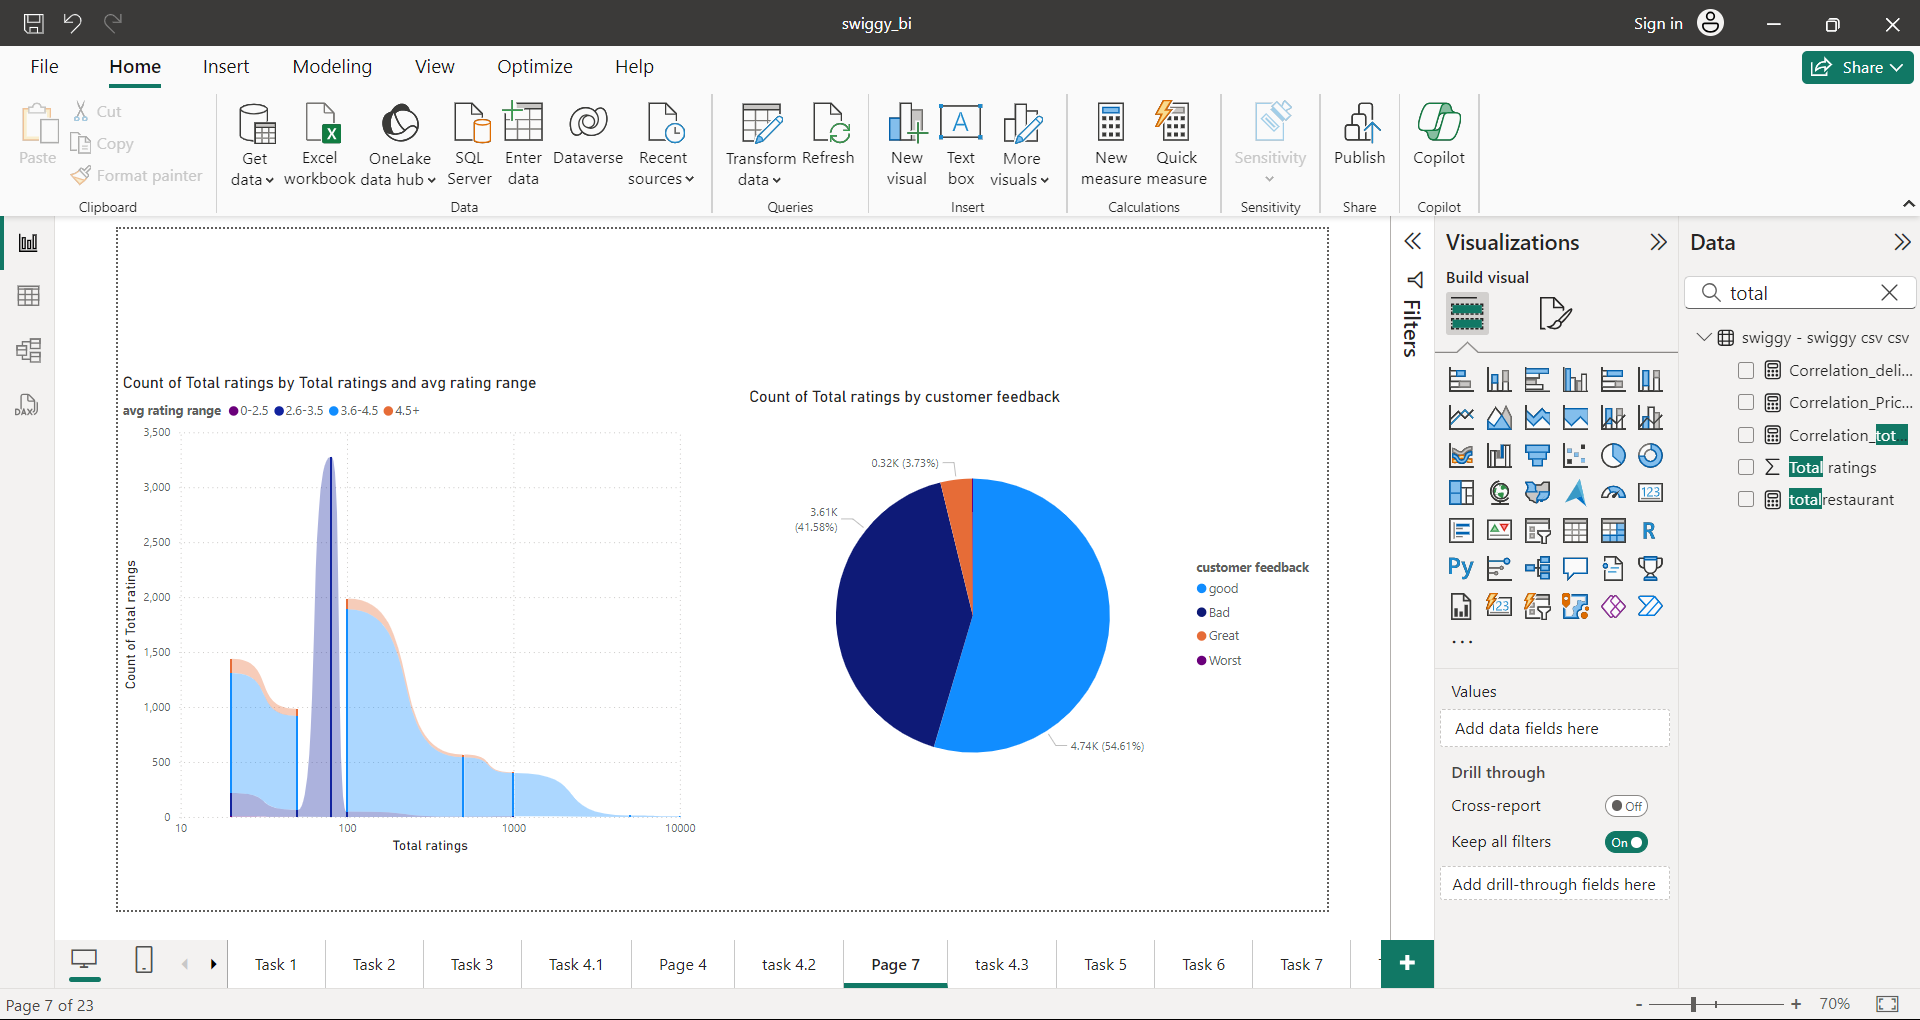 swiggy_bi
Sign in
File Home Insert Modeling View Optimize Help
Share
Paste
Cut
Copy
Format painter
Clipboard
Get data
Excel workbook
OneLake data hub
SQL Server
Enter data
Dataverse
Recent sources
Data
Transform data
Refresh
Queries
New visual
Text box
More visuals
Insert
New measure
Quick measure
Calculations
Sensitivity
Sensitivity
Publish
Share
Copilot
Copilot
Count of Total ratings by Total ratings and avg rating range
avg rating range 0-2.5 2.6-3.5 3.6-4.5 4.5+
3,500
3,000
2,500
2,000
1,500
1,000
500
0
Count of Total ratings
10 100 1000 10000
Total ratings
Count of Total ratings by customer feedback
0.32K (3.73%)
3.61K
(41.58%)
4.74K (54.61%)
customer feedback
good
Bad
Great
Worst
Filters
Visualizations
Build visual
123
R
Py
123
...
Values
Add data fields here
Drill through
Cross-report
Off
Keep all filters
On
Add drill-through fields here
Data
total
swiggy - swiggy csv csv
Correlation_deli...
Correlation_Pric...
Correlation_tot...
Total ratings
totalrestaurant
DAX
Task 1 Task 2 Task 3 Task 4.1 Page 4 task 4.2 Page 7 task 4.3 Task 5 Task 6 Task 7
+
Page 7 of 23
- + 70%